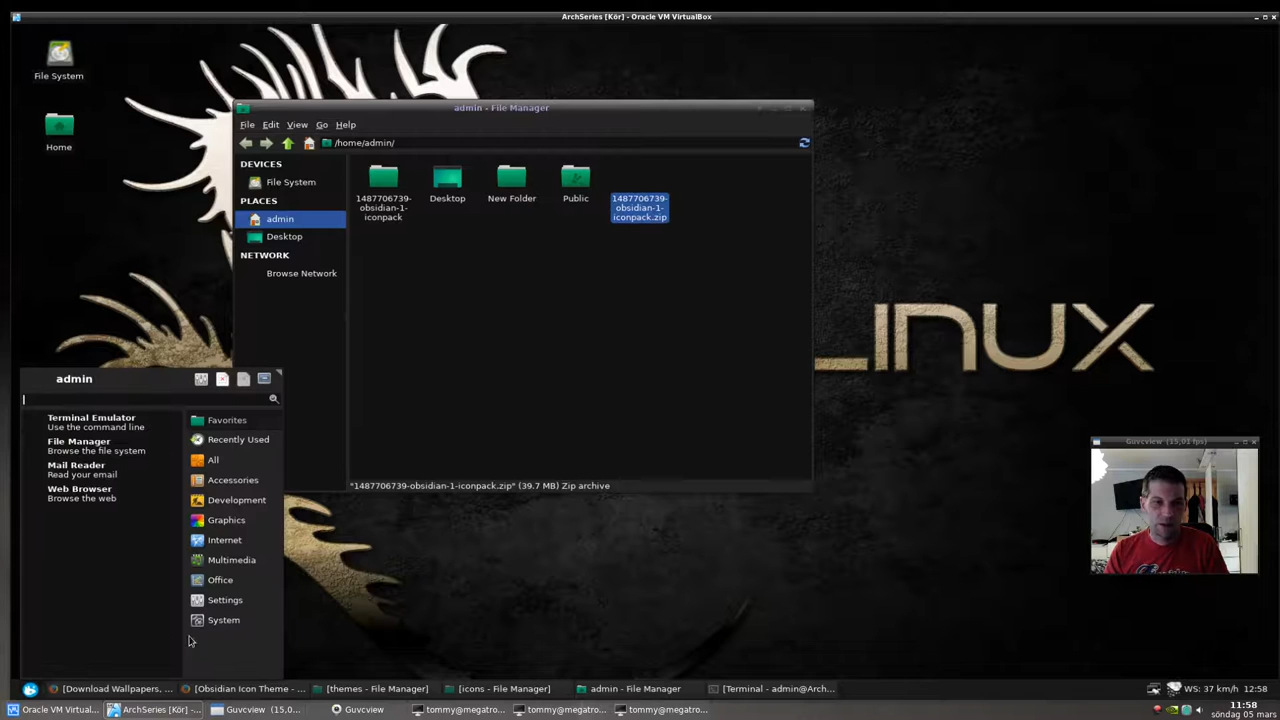 ArchSeries [Kör] - Oracle VM VirtualBox
File System
Home
admin - File Manager
File Edit View Go Help
/home/admin/
DEVICES
File System
PLACES
admin
Desktop
NETWORK
Browse Network
1487706739-
obsidian-1-
iconpack
Desktop
New Folder
Public
1487706739-
obsidian-1-
iconpack.zip
"1487706739-obsidian-1-iconpack.zip" (39.7 MB) Zip archive
LINUX
admin
Terminal Emulator
Use the command line
File Manager
Browse the file system
Mail Reader
Read your email
Web Browser
Browse the web
Favorites
Recently Used
All
Accessories
Development
Graphics
Internet
Multimedia
Office
Settings
System
Guvcview (15,01 fps)
[Download Wallpapers, ...
[Obsidian Icon Theme - ...
[themes - File Manager]
[icons - File Manager]
admin - File Manager
[Terminal - admin@Arch...
WS: 37 km/h 12:58
Oracle VM VirtualBox
ArchSeries [Kör] -...
Guvcview (15,0...
Guvcview
tommy@megatro...
tommy@megatro...
tommy@megatro...
11:58
söndag 05 mars